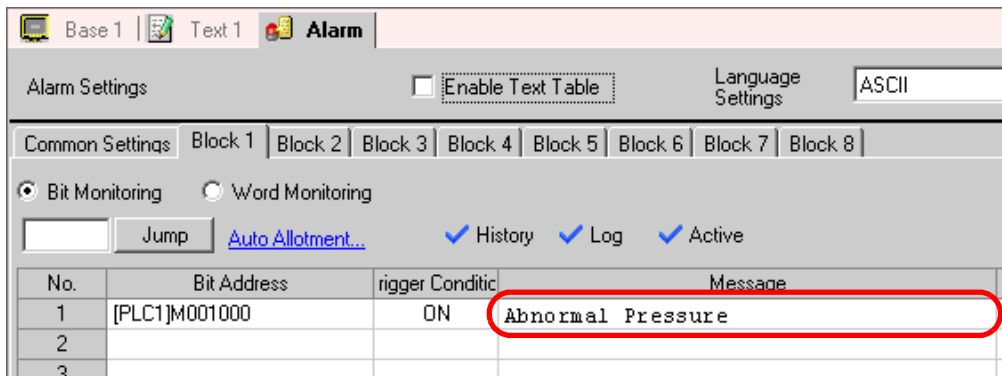 Base 1 Text 1 Alarm
Alarm Settings Enable Text Table Language Settings ASCII
Common Settings Block 1 Block 2 Block 3 Block 4 Block 5 Block 6 Block 7 Block 8
Bit Monitoring Word Monitoring
Jump Auto Allotment... History Log Active
No. Bit Address rigger Conditic Message
1 [PLC1]M001000 ON Abnormal Pressure
2
3